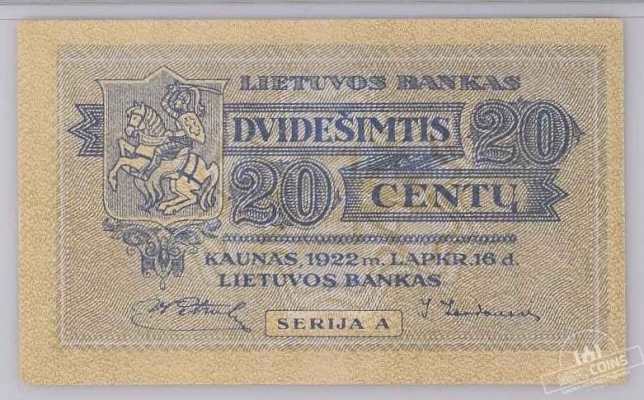 LIETUVOS BANKAS
DVIDEŠIMTIS 20
20 CENTŲ
KAUNAS, 1922 m. LAPKR. 16 d.
LIETUVOS BANKAS
SERIJA A
COINS